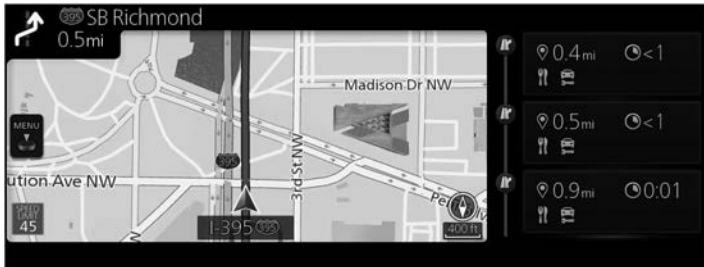 395 SB Richmond
0.5mi
Madison Dr NW
MENU
395
3rd St NW
ution Ave NW
SPEED
LIMIT
45
I-395 395
400 ft
0.4mi <1
0.5mi <1
0.9mi 0:01